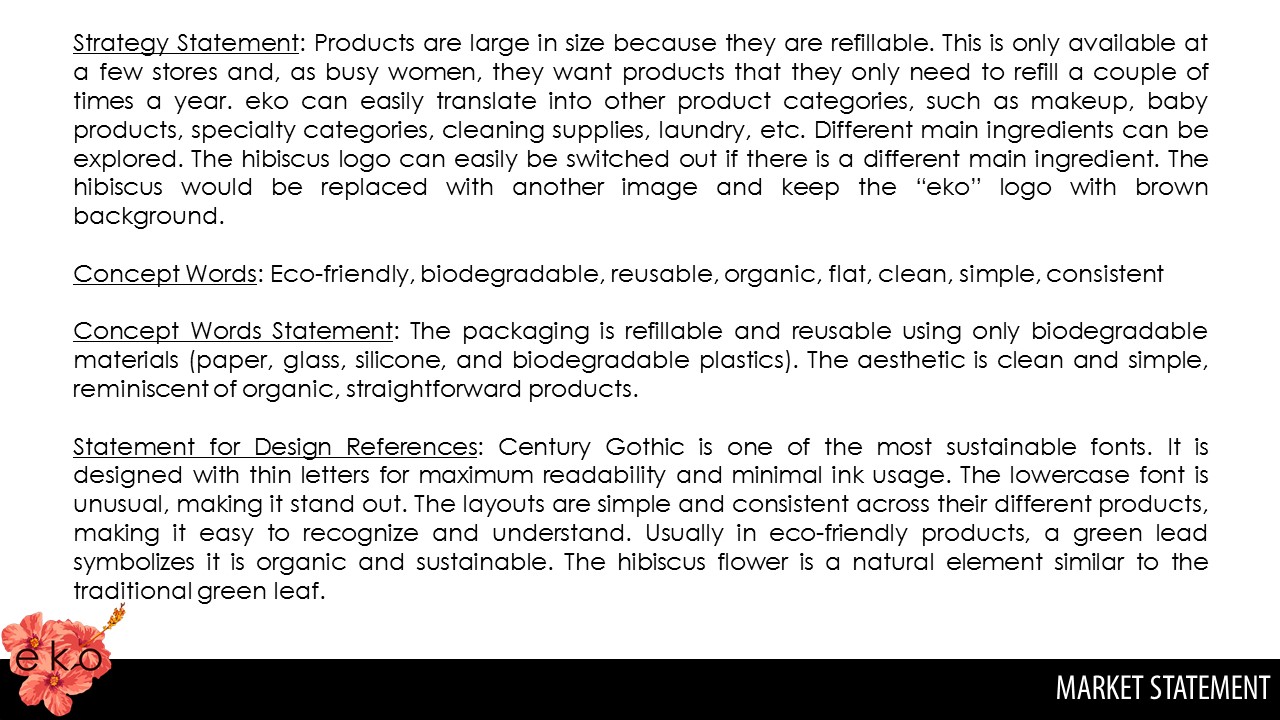 Strategy Statement: Products are large in size because they are refillable. This is only available at
a few stores and, as busy women, they want products that they only need to refill a couple of
times a year. eko can easily translate into other product categories, such as makeup, baby
products, specialty categories, cleaning supplies, laundry, etc. Different main ingredients can be
explored. The hibiscus logo can easily be switched out if there is a different main ingredient. The
hibiscus would be replaced with another image and keep the “eko” logo with brown
background.
Concept Words: Eco-friendly, biodegradable, reusable, organic, flat, clean, simple, consistent
Concept Words Statement: The packaging is refillable and reusable using only biodegradable
materials (paper, glass, silicone, and biodegradable plastics). The aesthetic is clean and simple,
reminiscent of organic, straightforward products.
Statement for Design References: Century Gothic is one of the most sustainable fonts. It is
designed with thin letters for maximum readability and minimal ink usage. The lowercase font is
unusual, making it stand out. The layouts are simple and consistent across their different products,
making it easy to recognize and understand. Usually in eco-friendly products, a green lead
symbolizes it is organic and sustainable. The hibiscus flower is a natural element similar to the
traditional green leaf.
eko
MARKET STATEMENT